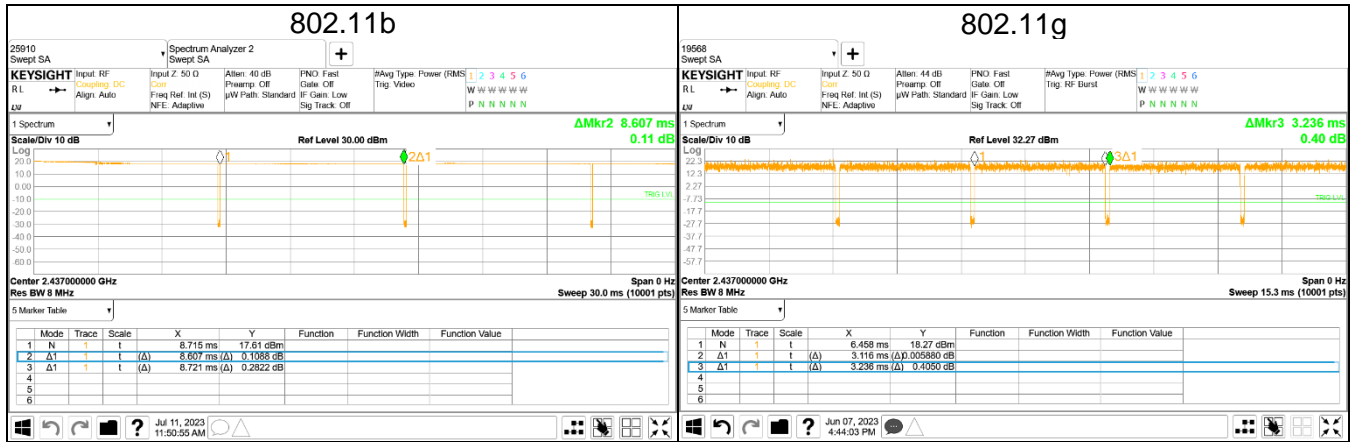 802.11b
25910
Swept SA
Spectrum Analyzer 2
Swept SA
KEYSIGHT
RL
Input: RF
Coupling: DC
Align: Auto
Input Z: 50 Ω
Corr
Freq Ref: Int (S)
NFE: Adaptive
Atten: 40 dB
Preamp: Off
µW Path: Standard
PNO: Fast
Gate: Off
IF Gain: Low
Sig Track: Off
#Avg Type: Power (RMS
Trig: Video
1 2 3 4 5 6
W W W W W W
P N N N N N
1 Spectrum
Scale/Div 10 dB
Ref Level 30.00 dBm
ΔMkr2 8.607 ms
0.11 dB
Log
20.0
10.0
0.00
-10.0
-20.0
-30.0
-40.0
-50.0
-60.0
1
2Δ1
TRIG LVL
Center 2.437000000 GHz
Span 0 Hz
Res BW 8 MHz
Sweep 30.0 ms (10001 pts)
5 Marker Table
Mode Trace Scale X Y Function Function Width Function Value
1 N 1 t 8.715 ms 17.61 dBm
2 Δ1 1 t (Δ) 8.607 ms (Δ) 0.1088 dB
3 Δ1 1 t (Δ) 8.721 ms (Δ) 0.2822 dB
4
5
6
?
Jul 11, 2023
11:50:55 AM
802.11g
19568
Swept SA
KEYSIGHT
RL
Input: RF
Coupling: DC
Align: Auto
Input Z: 50 Ω
Corr
Freq Ref: Int (S)
NFE: Adaptive
Atten: 44 dB
Preamp: Off
µW Path: Standard
PNO: Fast
Gate: Off
IF Gain: Low
Sig Track: Off
#Avg Type: Power (RMS
Trig: RF Burst
1 2 3 4 5 6
W W W W W W
P N N N N N
1 Spectrum
Scale/Div 10 dB
Ref Level 32.27 dBm
ΔMkr3 3.236 ms
0.40 dB
Log
22.3
12.3
2.27
-7.73
-17.7
-27.7
-37.7
-47.7
-57.7
1
3Δ1
TRIG LVL
Center 2.437000000 GHz
Span 0 Hz
Res BW 8 MHz
Sweep 15.3 ms (10001 pts)
5 Marker Table
Mode Trace Scale X Y Function Function Width Function Value
1 N 1 t 6.458 ms 18.27 dBm
2 Δ1 1 t (Δ) 3.116 ms (Δ)0.005880 dB
3 Δ1 1 t (Δ) 3.236 ms (Δ) 0.4050 dB
4
5
6
?
Jun 07, 2023
4:44:03 PM